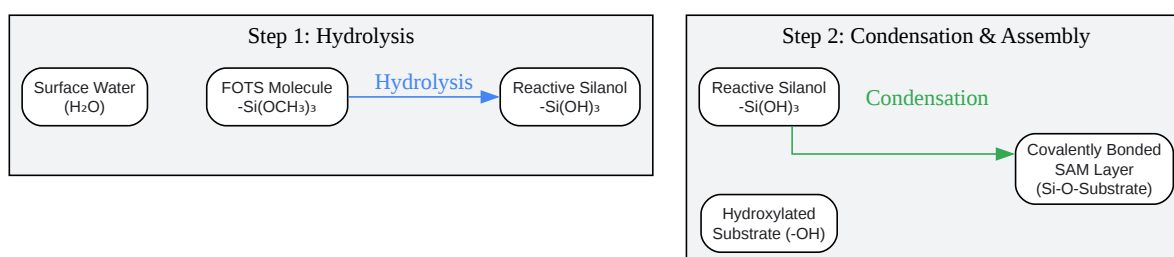 Step 1: Hydrolysis
Surface Water
(H₂O)
FOTS Molecule
-Si(OCH₃)₃
Hydrolysis
Reactive Silanol
-Si(OH)₃
Step 2: Condensation & Assembly
Reactive Silanol
-Si(OH)₃
Condensation
Covalently Bonded
SAM Layer
(Si-O-Substrate)
Hydroxylated
Substrate (-OH)